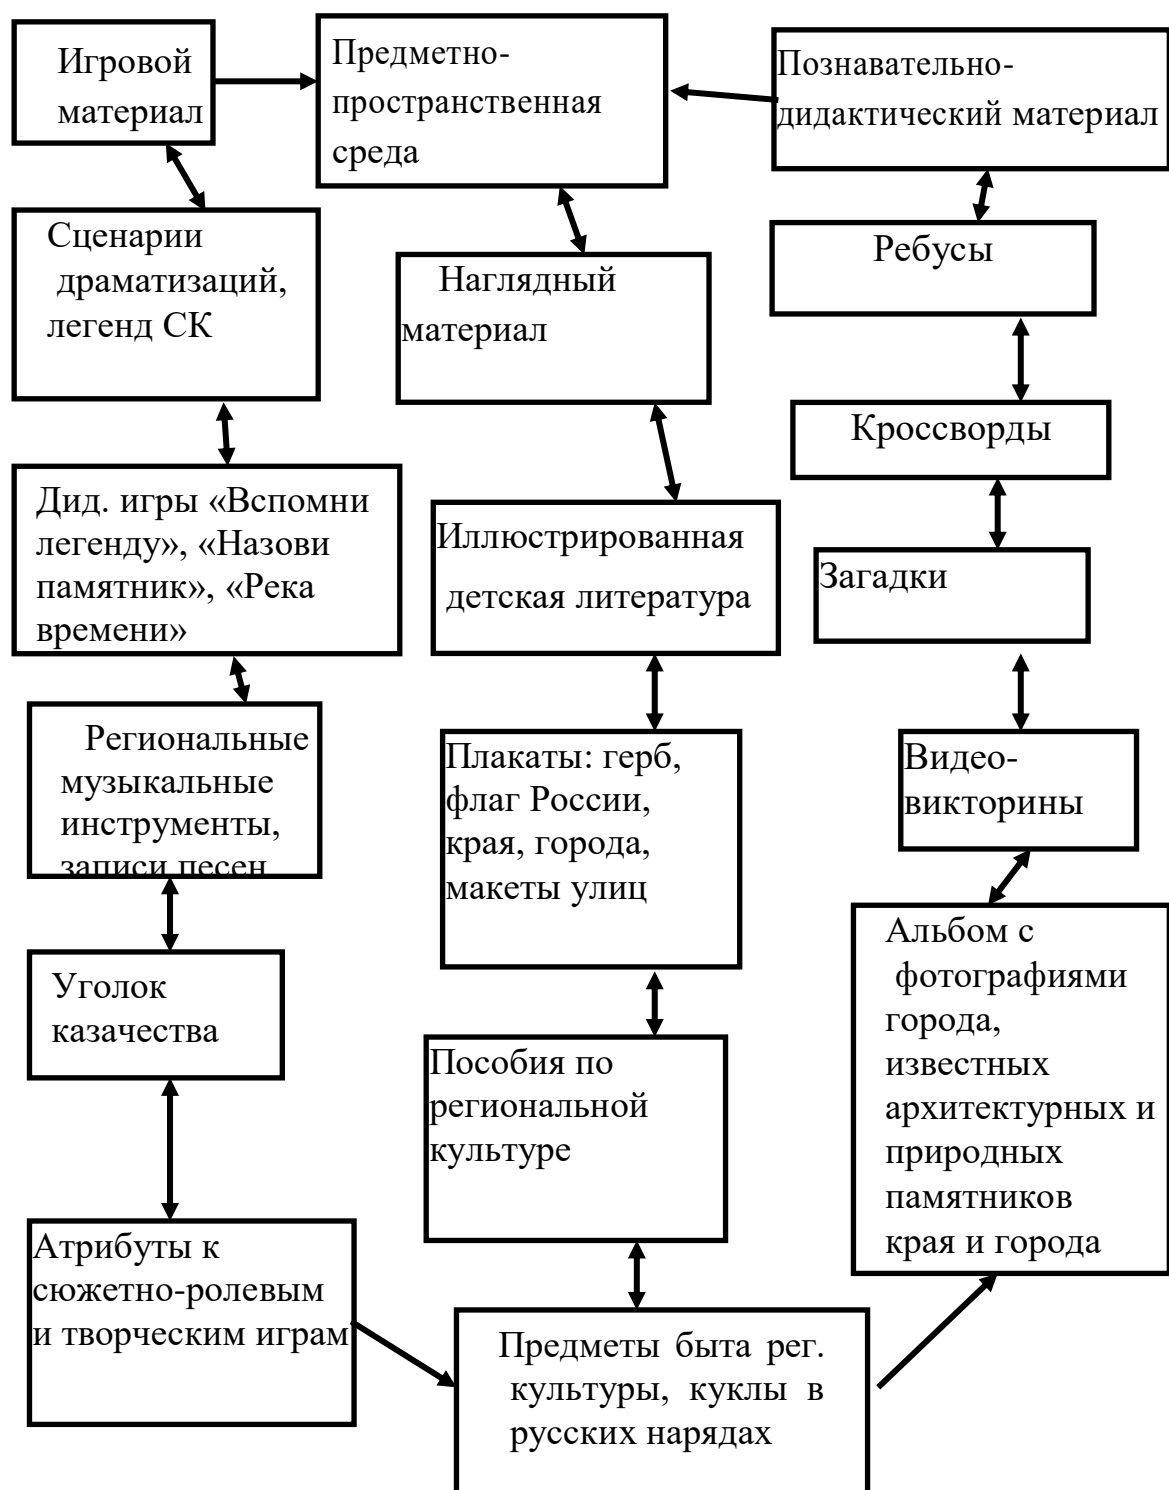 Игровой
материал
Предметно-
пространственная
среда
Познавательно-
дидактический материал
Сценарии
драматизаций,
легенд СК
Наглядный
материал
Ребусы
Кроссворды
Дид. игры «Вспомни
легенду», «Назови
памятник», «Река
времени»
Иллюстрированная
детская литература
Загадки
Региональные
музыкальные
инструменты,
записи песен
Плакаты: герб,
флаг России,
края, города,
макеты улиц
Видео-
викторины
Уголок
казачества
Пособия по
региональной
культуре
Альбом с
фотографиями
города,
известных
архитектурных и
природных
памятников
края и города
Атрибуты к
сюжетно-ролевым
и творческим играм
Предметы быта рег.
культуры, куклы в
русских нарядах